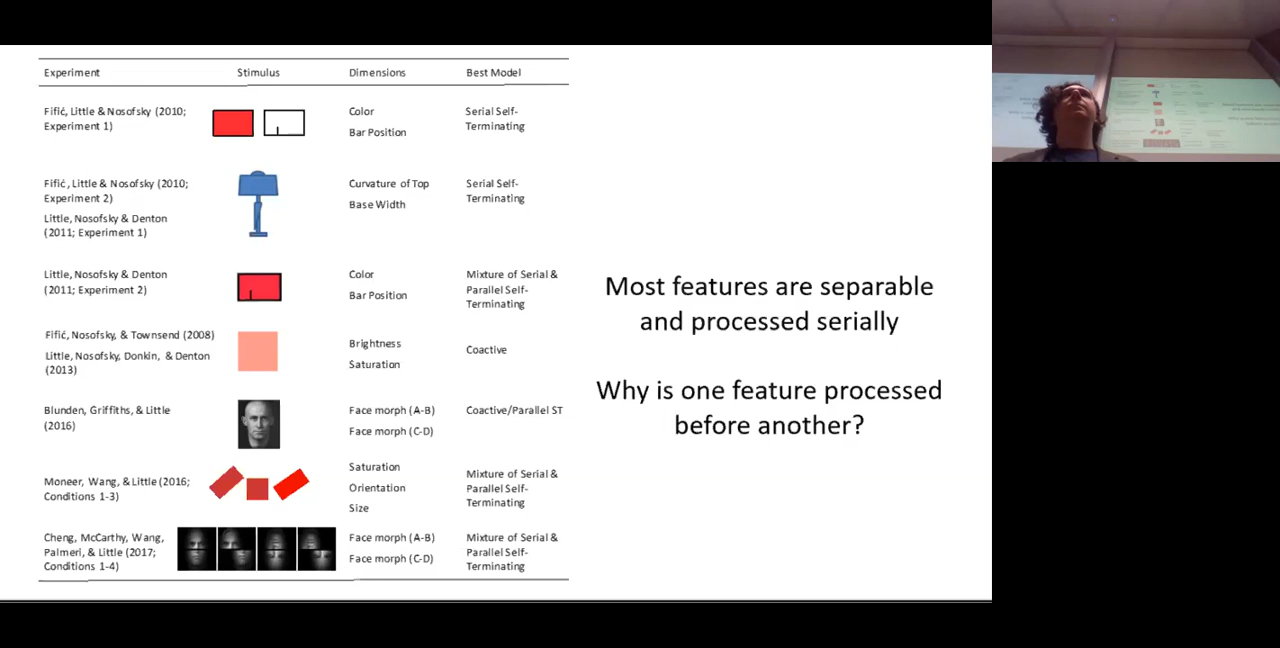 Experiment Stimulus Dimensions Best Model
Fifić, Little & Nosofsky (2010;
Experiment 1)
Color
Bar Position
Serial Self-
Terminating
Fifić, Little & Nosofsky (2010;
Experiment 2)
Little, Nosofsky & Denton
(2011; Experiment 1)
Curvature of Top
Base Width
Serial Self-
Terminating
Little, Nosofsky & Denton
(2011; Experiment 2)
Color
Bar Position
Mixture of Serial &
Parallel Self-
Terminating
Fifić, Nosofsky, & Townsend (2008)
Little, Nosofsky, Donkin, & Denton
(2013)
Brightness
Saturation
Coactive
Blunden, Griffiths, & Little
(2016)
Face morph (A-B)
Face morph (C-D)
Coactive/Parallel ST
Moneer, Wang, & Little (2016;
Conditions 1-3)
Saturation
Orientation
Size
Mixture of Serial &
Parallel Self-
Terminating
Cheng, McCarthy, Wang,
Palmeri, & Little (2017;
Conditions 1-4)
Face morph (A-B)
Face morph (C-D)
Mixture of Serial &
Parallel Self-
Terminating
Most features are separable
and processed serially
Why is one feature processed
before another?